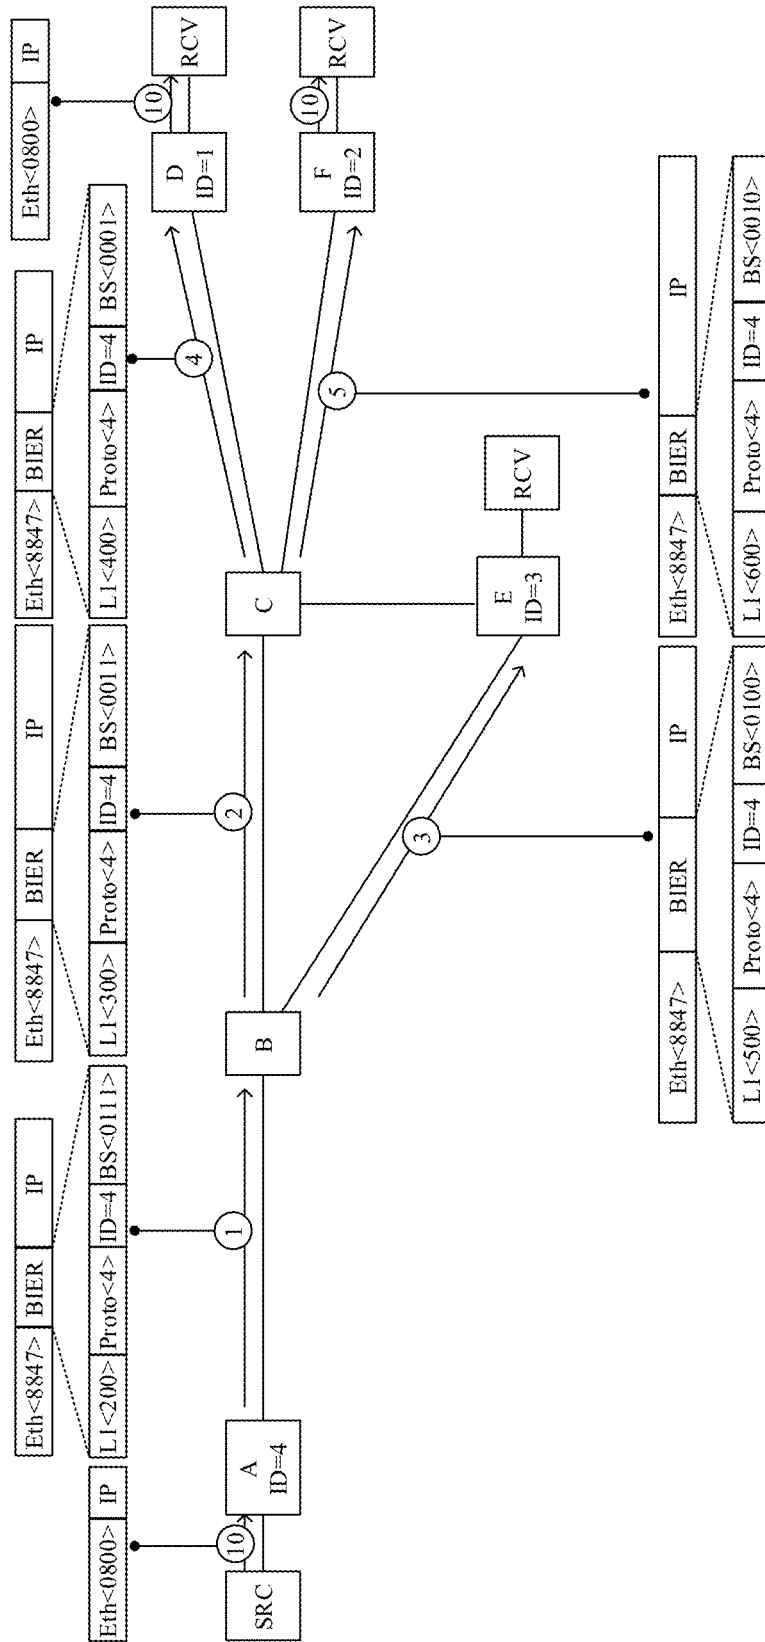 Eth<8847> BIER IP
Eth<8847> BIER IP
Eth<8847> BIER IP
Eth<0800> IP
Eth<0800> IP
L1<200> Proto<4> ID=4 BS<0111>
L1<300> Proto<4> ID=4 BS<0011>
L1<400> Proto<4> ID=4 BS<0001>
10
D
ID=1
RCV
4
10
1
2
SRC
A
ID=4
B
C
10
F
ID=2
RCV
5
3
E
ID=3
RCV
Eth<8847> BIER IP
Eth<8847> BIER IP
L1<500> Proto<4> ID=4 BS<0100>
L1<600> Proto<4> ID=4 BS<0010>